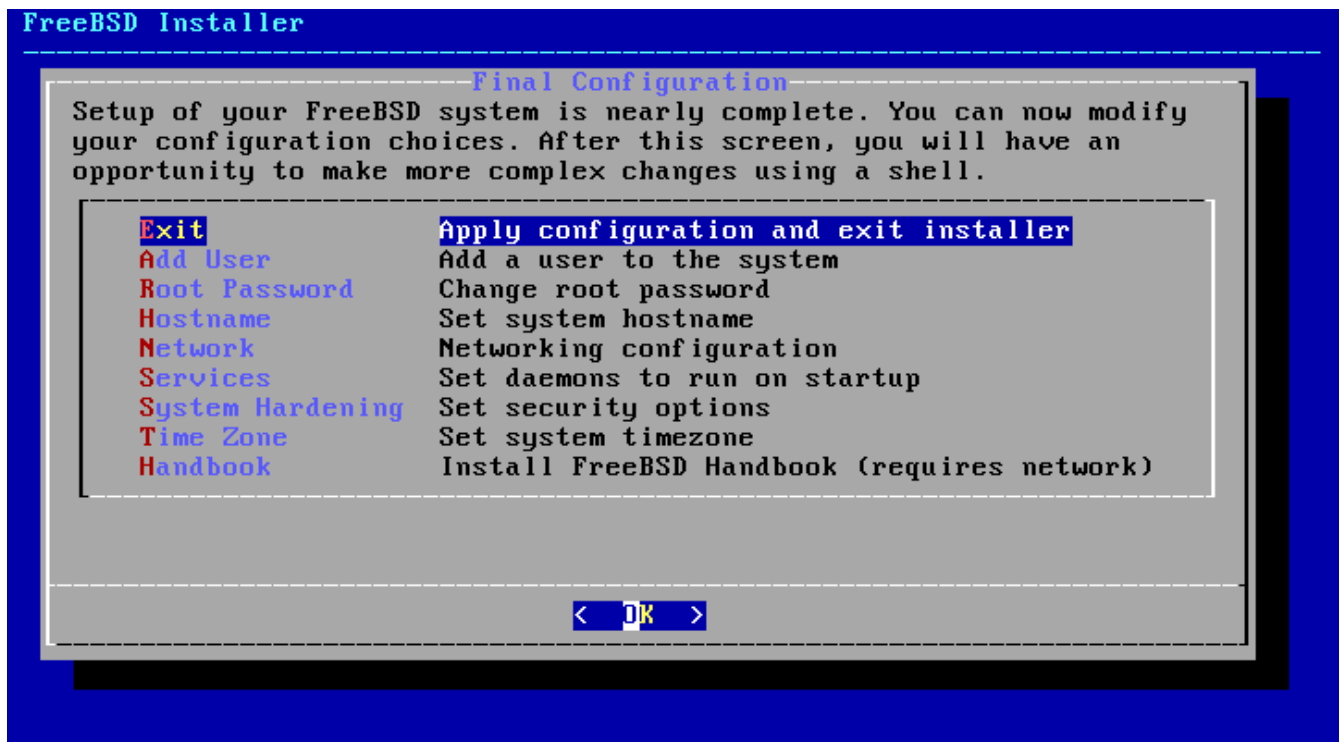 FreeBSD Installer
Final Configuration
Setup of your FreeBSD system is nearly complete. You can now modify
your configuration choices. After this screen, you will have an
opportunity to make more complex changes using a shell.
Exit Apply configuration and exit installer
Add User Add a user to the system
Root Password Change root password
Hostname Set system hostname
Network Networking configuration
Services Set daemons to run on startup
System Hardening Set security options
Time Zone Set system timezone
Handbook Install FreeBSD Handbook (requires network)
< OK >